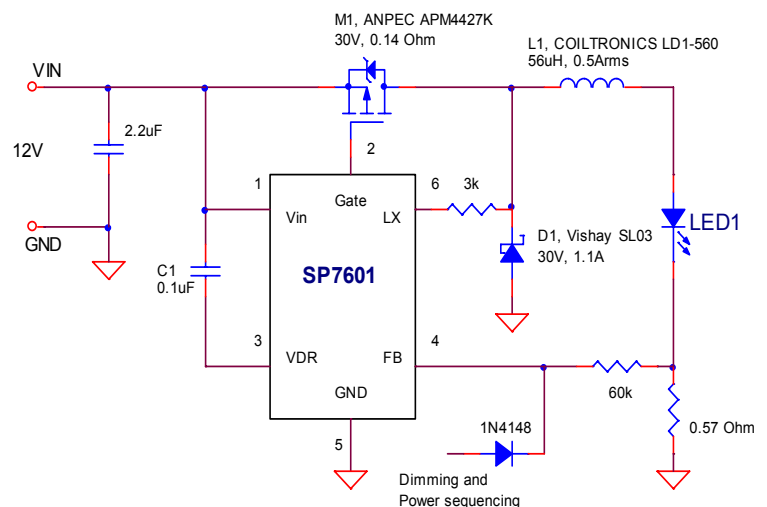 M1, ANPEC APM4427K
30V, 0.14 Ohm
L1, COILTRONICS LD1-560
56uH, 0.5Arms
VIN
2.2uF
12V
2
1
6
3k
Gate
Vin
LX
GND
D1, Vishay SL03
30V, 1.1A
LED1
C1
0.1uF
SP7601
3
4
VDR
FB
GND
60k
1N4148
0.57 Ohm
5
Dimming and
Power sequencing